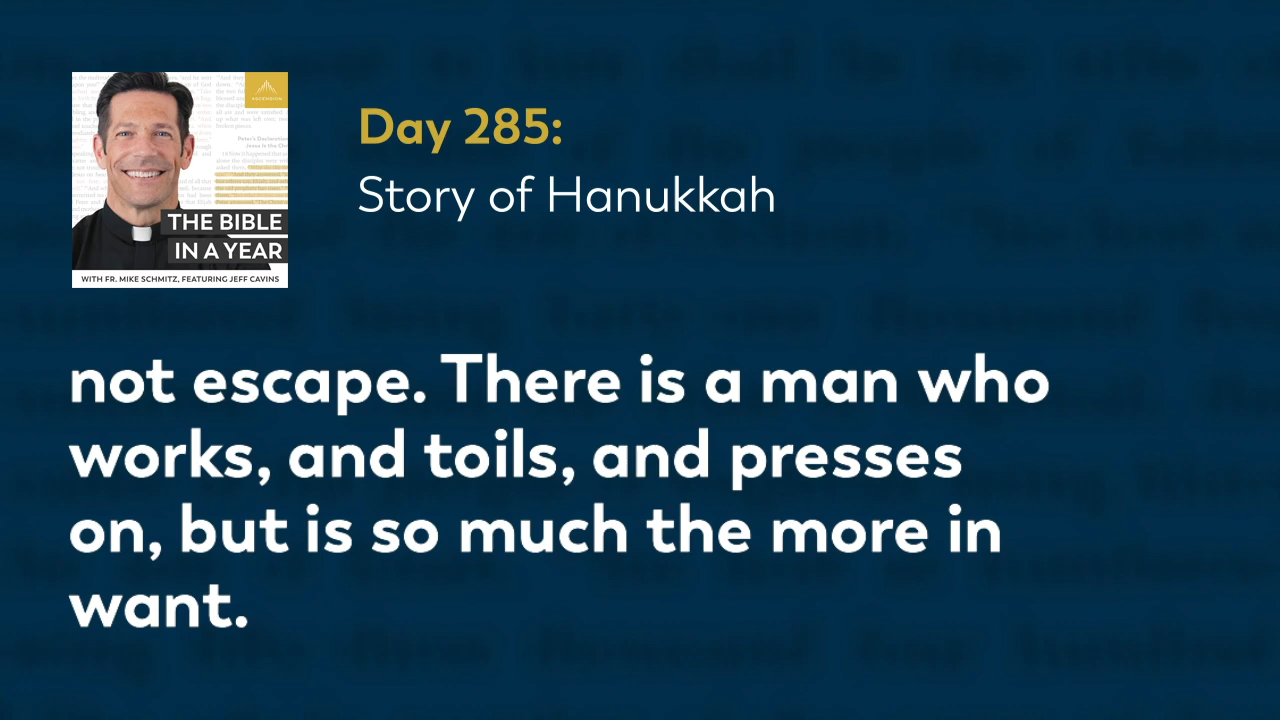 Day 285:
Story of Hanukkah
THE BIBLE
IN A YEAR
WITH FR. MIKE SCHMITZ, FEATURING JEFF CAVINS
not escape. There is a man who
works, and toils, and presses
on, but is so much the more in
want.